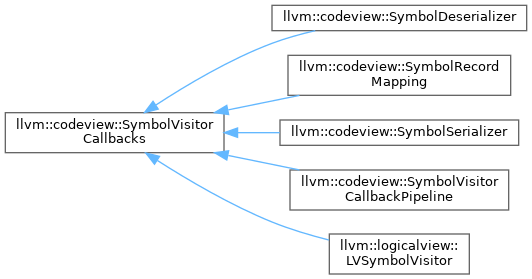 llvm::codeview::SymbolDeserializer
llvm::codeview::SymbolRecord
Mapping
llvm::codeview::SymbolVisitor
Callbacks
llvm::codeview::SymbolSerializer
llvm::codeview::SymbolVisitor
CallbackPipeline
llvm::logicalview::
LVSymbolVisitor